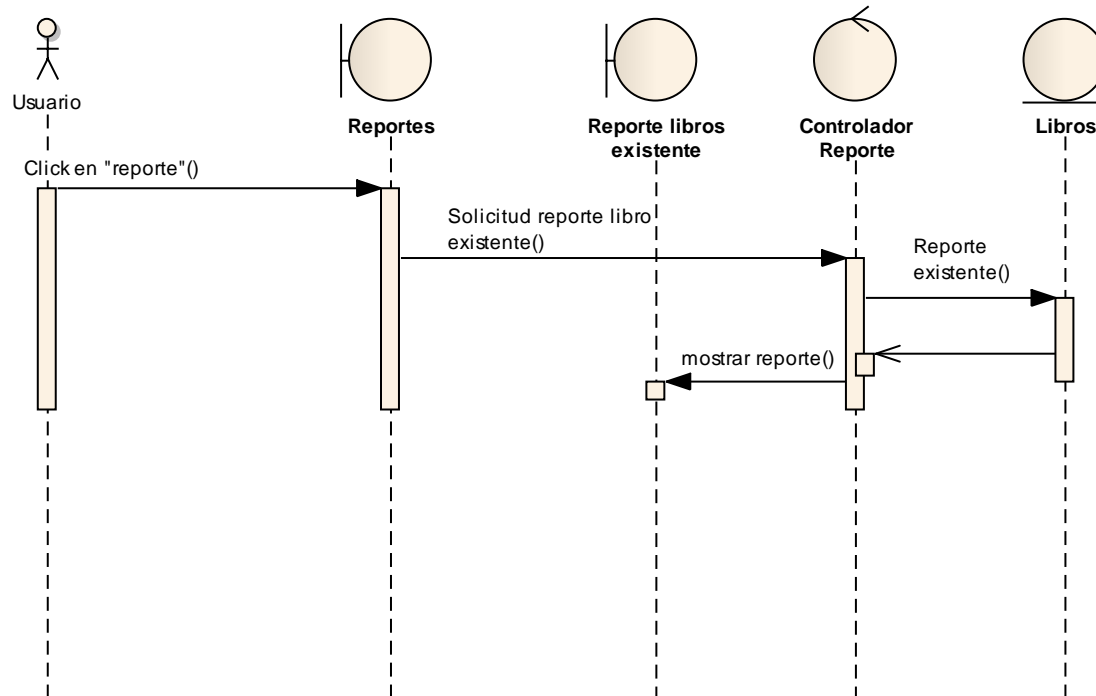 Usuario
Reportes
Reporte libros
existente
Controlador
Reporte
Libros
Click en "reporte"()
Solicitud reporte libro
existente()
Reporte
existente()
mostrar reporte()